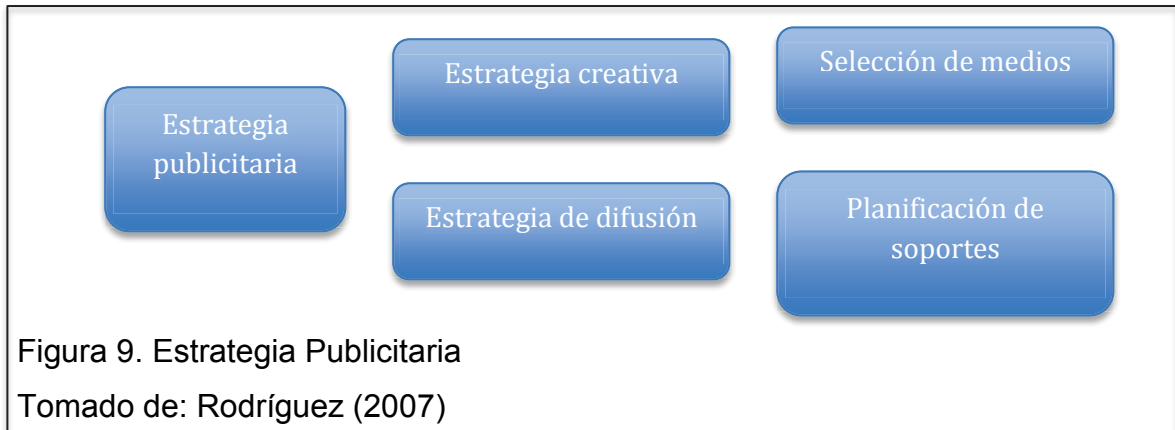 Estrategia
publicitaria
Estrategia creativa
Estrategia de difusión
Selección de medios
Planificación de
soportes
Figura 9. Estrategia Publicitaria
Tomado de: Rodríguez (2007)